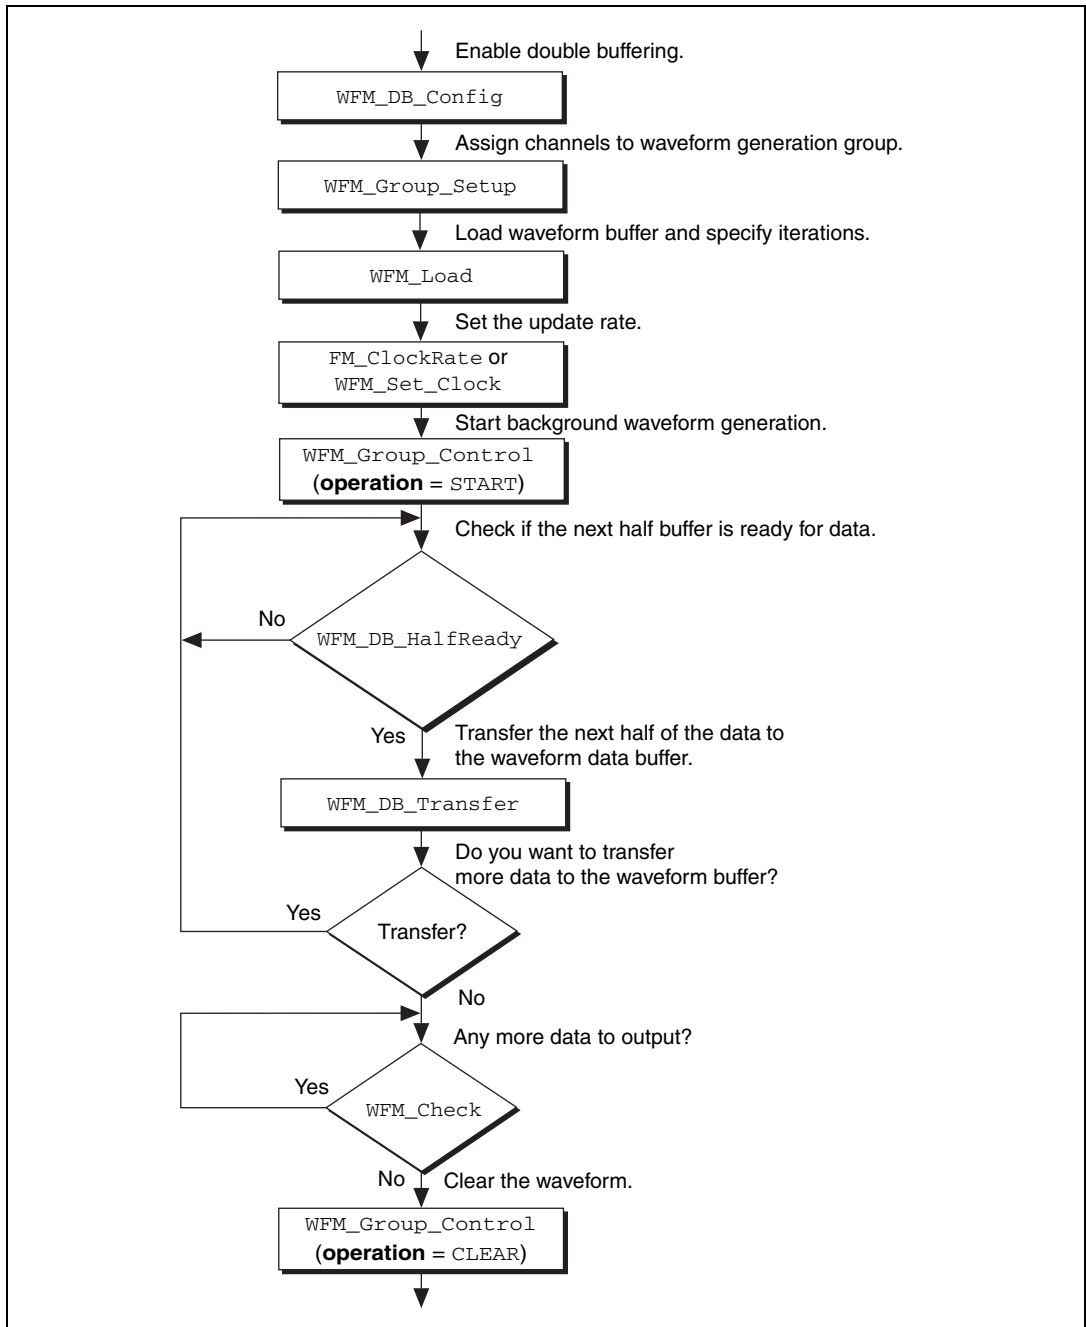 Enable double buffering.
WFM_DB_Config
Assign channels to waveform generation group.
WFM_Group_Setup
Load waveform buffer and specify iterations.
WFM_Load
Set the update rate.
FM_ClockRate or
WFM_Set_Clock
Start background waveform generation.
WFM_Group_Control
(operation = START)
Check if the next half buffer is ready for data.
No
WFM_DB_HalfReady
Yes
Transfer the next half of the data to
the waveform data buffer.
WFM_DB_Transfer
Do you want to transfer
more data to the waveform buffer?
Yes
Transfer?
No
Any more data to output?
Yes
WFM_Check
No
Clear the waveform.
WFM_Group_Control
(operation = CLEAR)